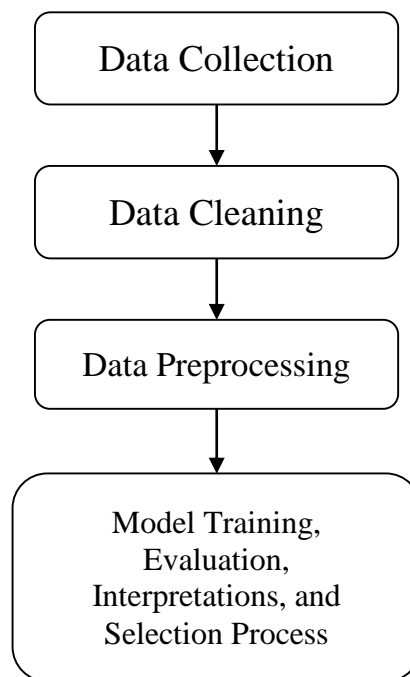 Data Collection
Data Cleaning
Data Preprocessing
Model Training,
Evaluation,
Interpretations, and
Selection Process